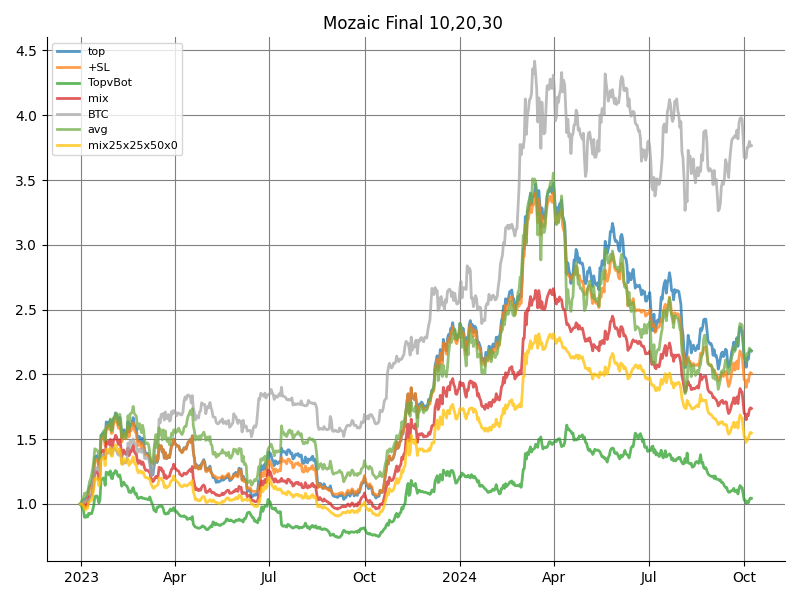 Mozaic Final 10,20,30
top
+SL
TopvBot
mix
BTC
avg
mix25x25x50x0
4.5
4.0
3.5
3.0
2.5
2.0
1.5
1.0
2023 Apr Jul Oct 2024 Apr Jul Oct